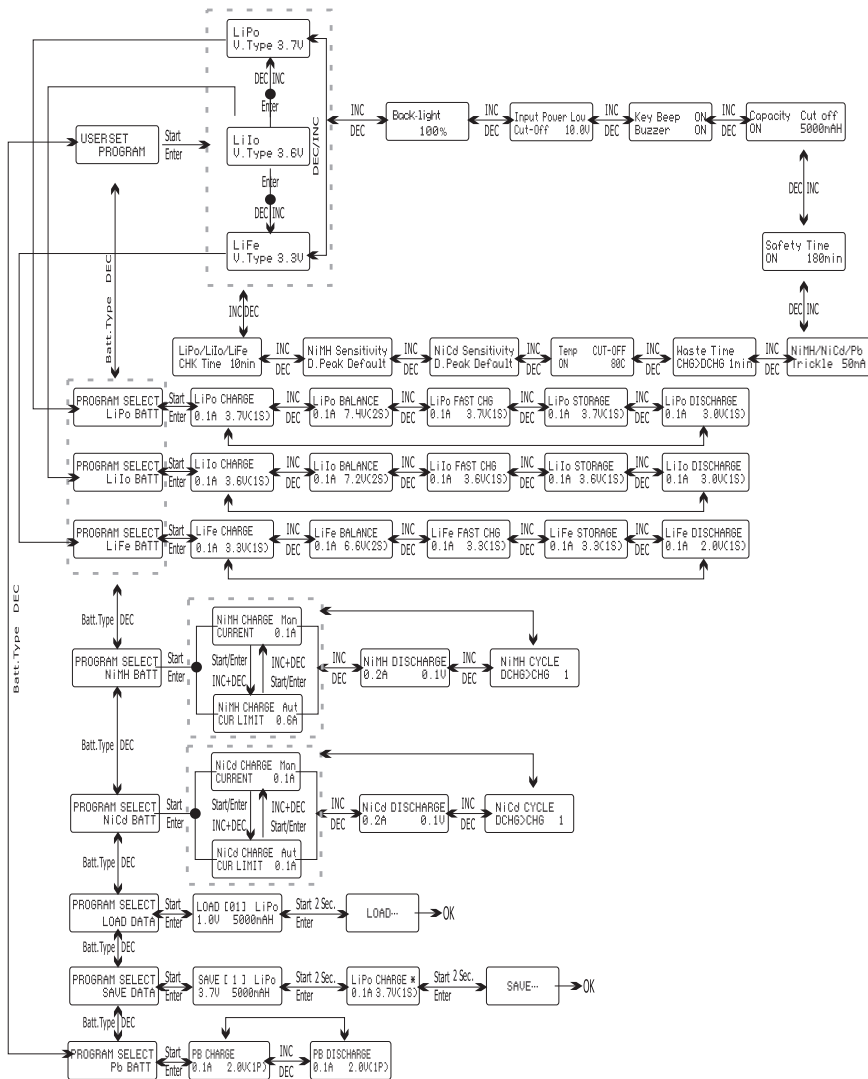 LiPo
V.Type 3.7V
DEC INC
Enter
USERSET
PROGRAM
Start
Enter
LiIo
V.Type 3.6V
Enter
DEC INC
LiFe
V.Type 3.3V
DEC/INC
INC
DEC
Back-light
100%
INC
DEC
Input Power Low
Cut-Off 10.0V
INC
DEC
Key Beep ON
Buzzer ON
INC
DEC
Capacity Cut off
ON 5000mAH
DEC INC
Safety Time
ON 180min
DEC INC
Batt.Type DEC
INC DEC
LiPo/LiIo/LiFe
CHK Time 10min
INC
DEC
NiMH Sensitivity
D.Peak Default
INC
DEC
NiCd Sensitivity
D.Peak Default
INC
DEC
Temp CUT-OFF
ON 80C
INC
DEC
Waste Time
CHG>DCHG 1min
INC
DEC
NiMH/NiCd/Pb
Trickle 50mA
PROGRAM SELECT
LiPo BATT
Start
Enter
LiPo CHARGE
0.1A 3.7V(1S)
INC
DEC
LiPo BALANCE
0.1A 7.4V(2S)
INC
DEC
LiPo FAST CHG
0.1A 3.7V(1S)
INC
DEC
LiPo STORAGE
0.1A 3.7V(1S)
INC
DEC
LiPo DISCHARGE
0.1A 3.0V(1S)
PROGRAM SELECT
LiIo BATT
Start
Enter
LiIo CHARGE
0.1A 3.6V(1S)
INC
DEC
LiIo BALANCE
0.1A 7.2V(2S)
INC
DEC
LiIo FAST CHG
0.1A 3.6V(1S)
INC
DEC
LiIo STORAGE
0.1A 3.6V(1S)
INC
DEC
LiIo DISCHARGE
0.1A 3.0V(1S)
PROGRAM SELECT
LiFe BATT
Start
Enter
LiFe CHARGE
0.1A 3.3V(1S)
INC
DEC
LiFe BALANCE
0.1A 6.6V(2S)
INC
DEC
LiFe FAST CHG
0.1A 3.3(1S)
INC
DEC
LiFe STORAGE
0.1A 3.3(1S)
INC
DEC
LiFe DISCHARGE
0.1A 2.0V(1S)
Batt.Type DEC
Batt.Type DEC
PROGRAM SELECT
NiMH BATT
Start
Enter
NiMH CHARGE Man
CURRENT 0.1A
Start/Enter
INC+DEC
INC+DEC
Start/Enter
NiMH CHARGE Aut
CUR LIMIT 0.6A
INC
DEC
NiMH DISCHARGE
0.2A 0.1V
INC
DEC
NiMH CYCLE
DCHG>CHG 1
Batt.Type DEC
PROGRAM SELECT
NiCd BATT
Start
Enter
NiCd CHARGE Man
CURRENT 0.1A
Start/Enter
INC+DEC
INC+DEC
Start/Enter
NiCd CHARGE Aut
CUR LIMIT 0.1A
INC
DEC
NiCd DISCHARGE
0.2A 0.1V
INC
DEC
NiCd CYCLE
DCHG>CHG 1
Batt.Type DEC
PROGRAM SELECT
LOAD DATA
Start
Enter
LOAD [01] LiPo
1.0V 5000mAH
Start 2 Sec.
Enter
LOAD···
OK
Batt.Type DEC
PROGRAM SELECT
SAVE DATA
Start
Enter
SAVE [ 1 ] LiPo
3.7V 5000mAH
Start 2 Sec.
Enter
LiPo CHARGE *
0.1A 3.7V(1S)
Start 2 Sec.
Enter
SAVE···
OK
Batt.Type DEC
PROGRAM SELECT
Pb BATT
Start
Enter
PB CHARGE
0.1A 2.0V(1P)
INC
DEC
PB DISCHARGE
0.1A 2.0V(1P)